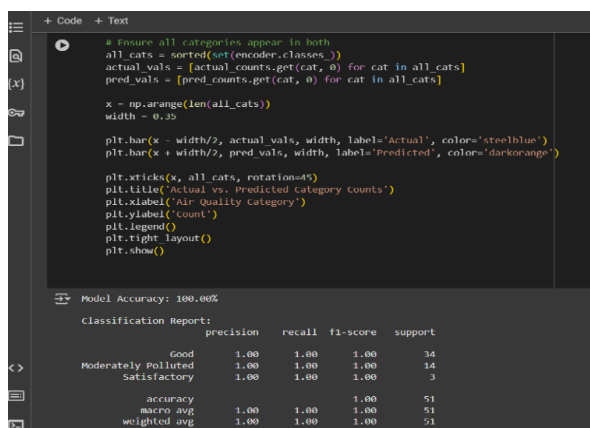 + Code + Text
# Ensure all categories appear in both
all_cats = sorted(set(encoder.classes_))
actual_vals = [actual_counts.get(cat, 0) for cat in all_cats]
pred_vals = [pred_counts.get(cat, 0) for cat in all_cats]
x = np.arange(len(all_cats))
width = 0.35
plt.bar(x - width/2, actual_vals, width, label='Actual', color='steelblue')
plt.bar(x + width/2, pred_vals, width, label='Predicted', color='darkorange')
plt.xticks(x, all_cats, rotation=45)
plt.title('Actual vs. Predicted Category Counts')
plt.xlabel('Air Quality Category')
plt.ylabel('Count')
plt.legend()
plt.tight_layout()
plt.show()
Model Accuracy: 100.00%
Classification Report:
precision recall f1-score support
Good 1.00 1.00 1.00 34
Moderately Polluted 1.00 1.00 1.00 14
Satisfactory 1.00 1.00 1.00 3
accuracy 1.00 51
macro avg 1.00 1.00 1.00 51
weighted avg 1.00 1.00 1.00 51